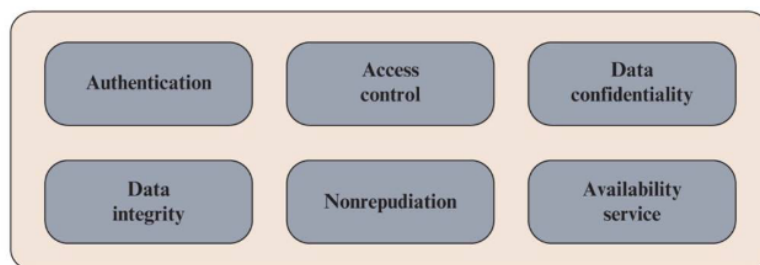 Authentication
Access
control
Data
confidentiality
Data
integrity
Nonrepudiation
Availability
service